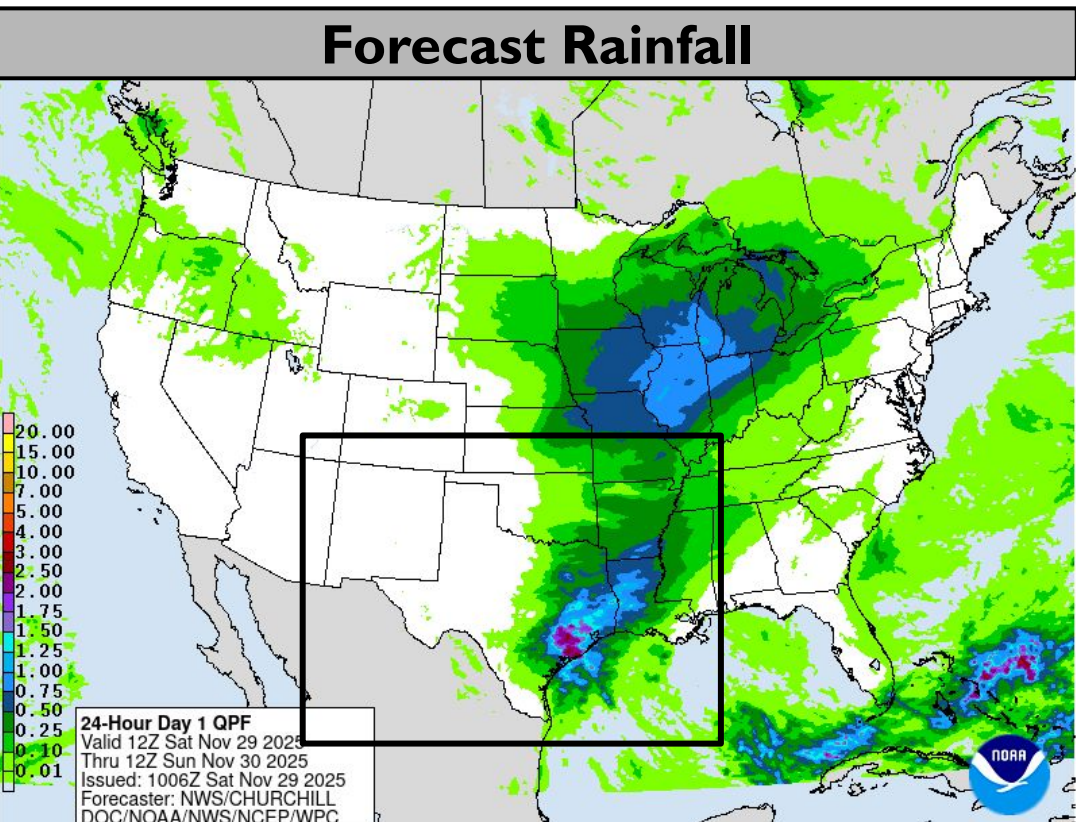 Forecast Rainfall
20.00
15.00
10.00
7.00
5.00
4.00
3.00
2.50
2.00
1.75
1.50
1.25
1.00
0.75
0.50
0.25
0.10
0.01
24-Hour Day 1 QPF
Valid 12Z Sat Nov 29 2025
Thru 12Z Sun Nov 30 2025
Issued: 1006Z Sat Nov 29 2025
Forecaster: NWS/CHURCHILL
DOC/NOAA/NWS/NCEP/WPC
NOAA